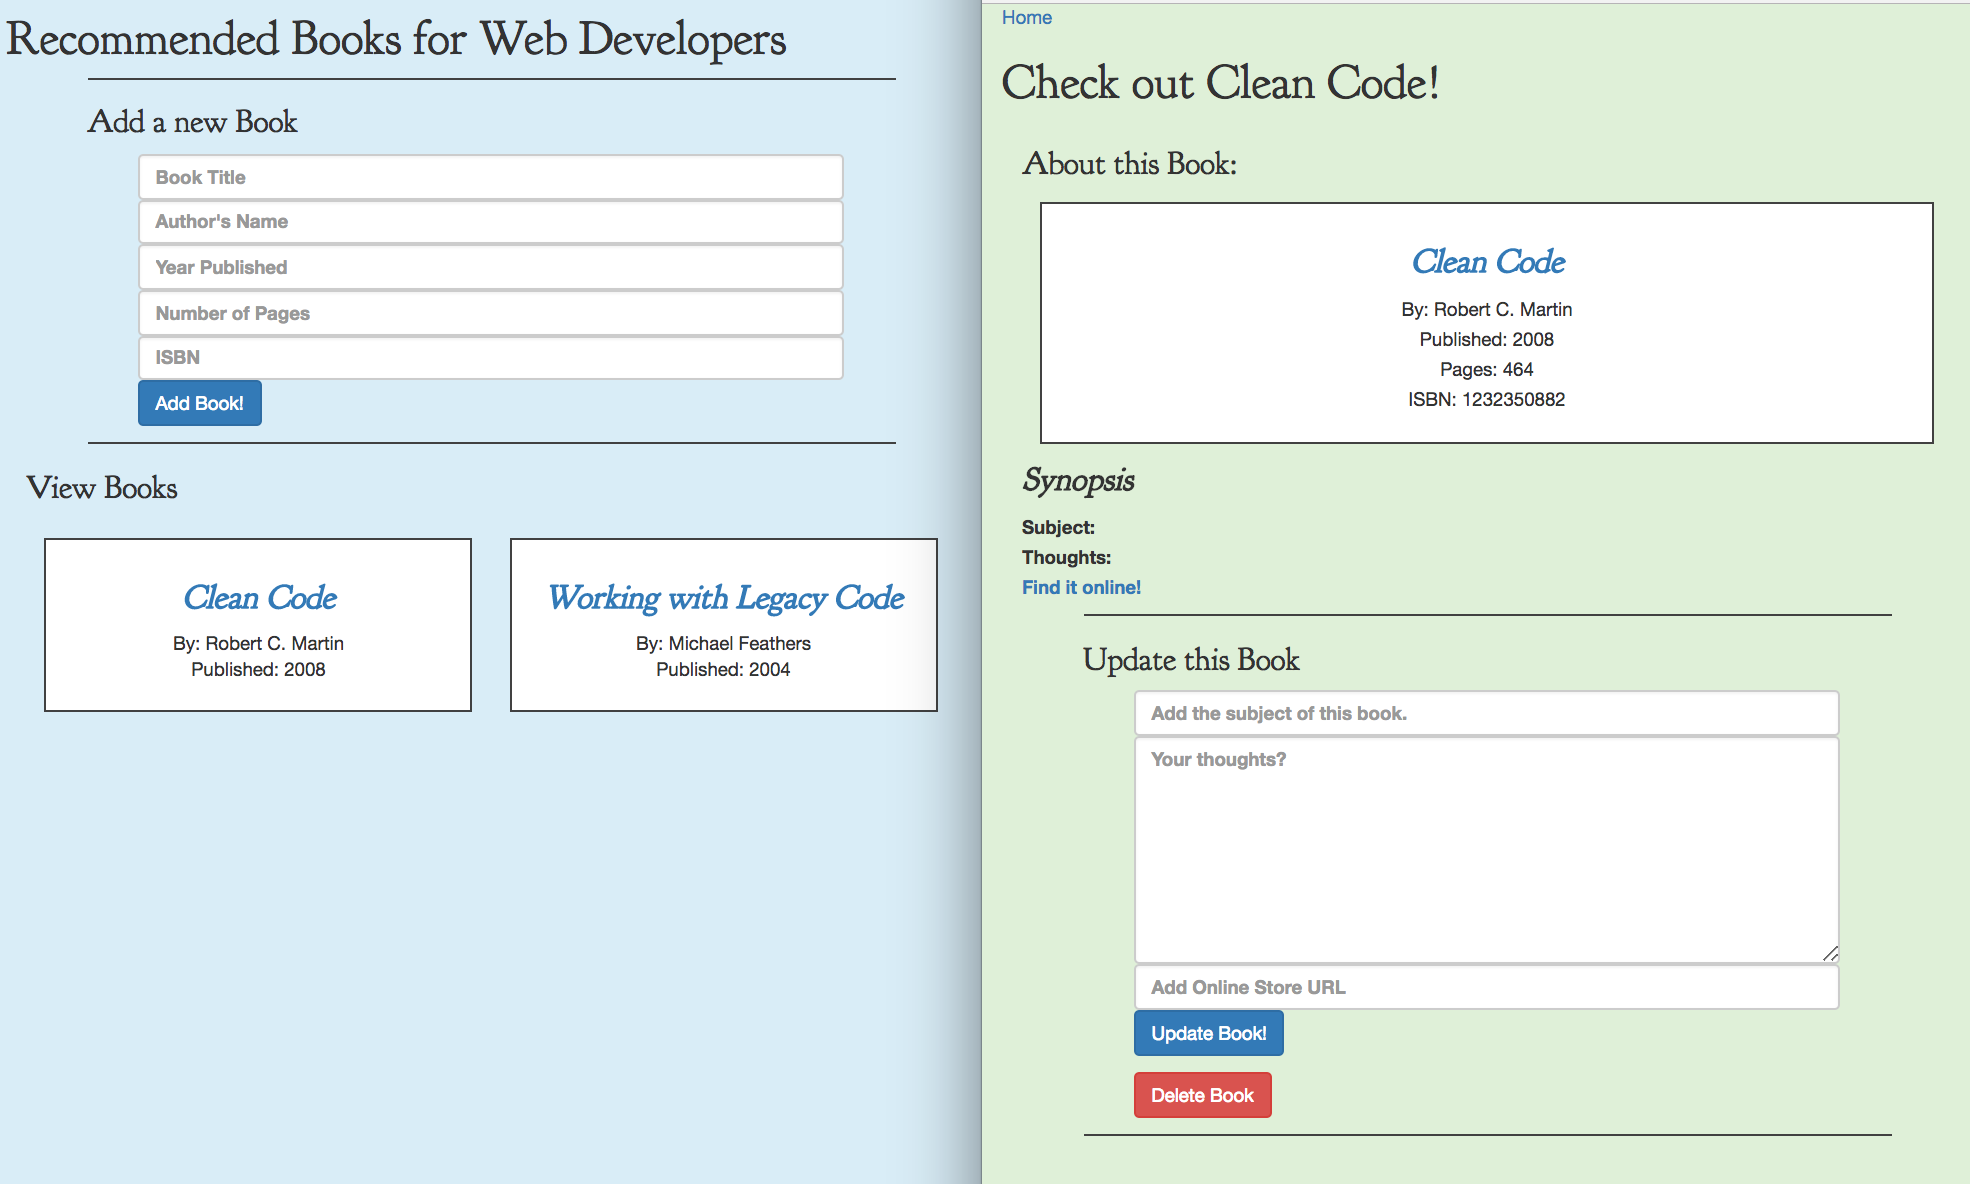 Recommended Books for Web Developers
Add a new Book
Book Title
Author's Name
Year Published
Number of Pages
ISBN
Add Book!
View Books
Clean Code
By: Robert C. Martin
Published: 2008
Working with Legacy Code
By: Michael Feathers
Published: 2004
Home
Check out Clean Code!
About this Book:
Clean Code
By: Robert C. Martin
Published: 2008
Pages: 464
ISBN: 1232350882
Synopsis
Subject:
Thoughts:
Find it online!
Update this Book
Add the subject of this book.
Your thoughts?
Add Online Store URL
Update Book!
Delete Book